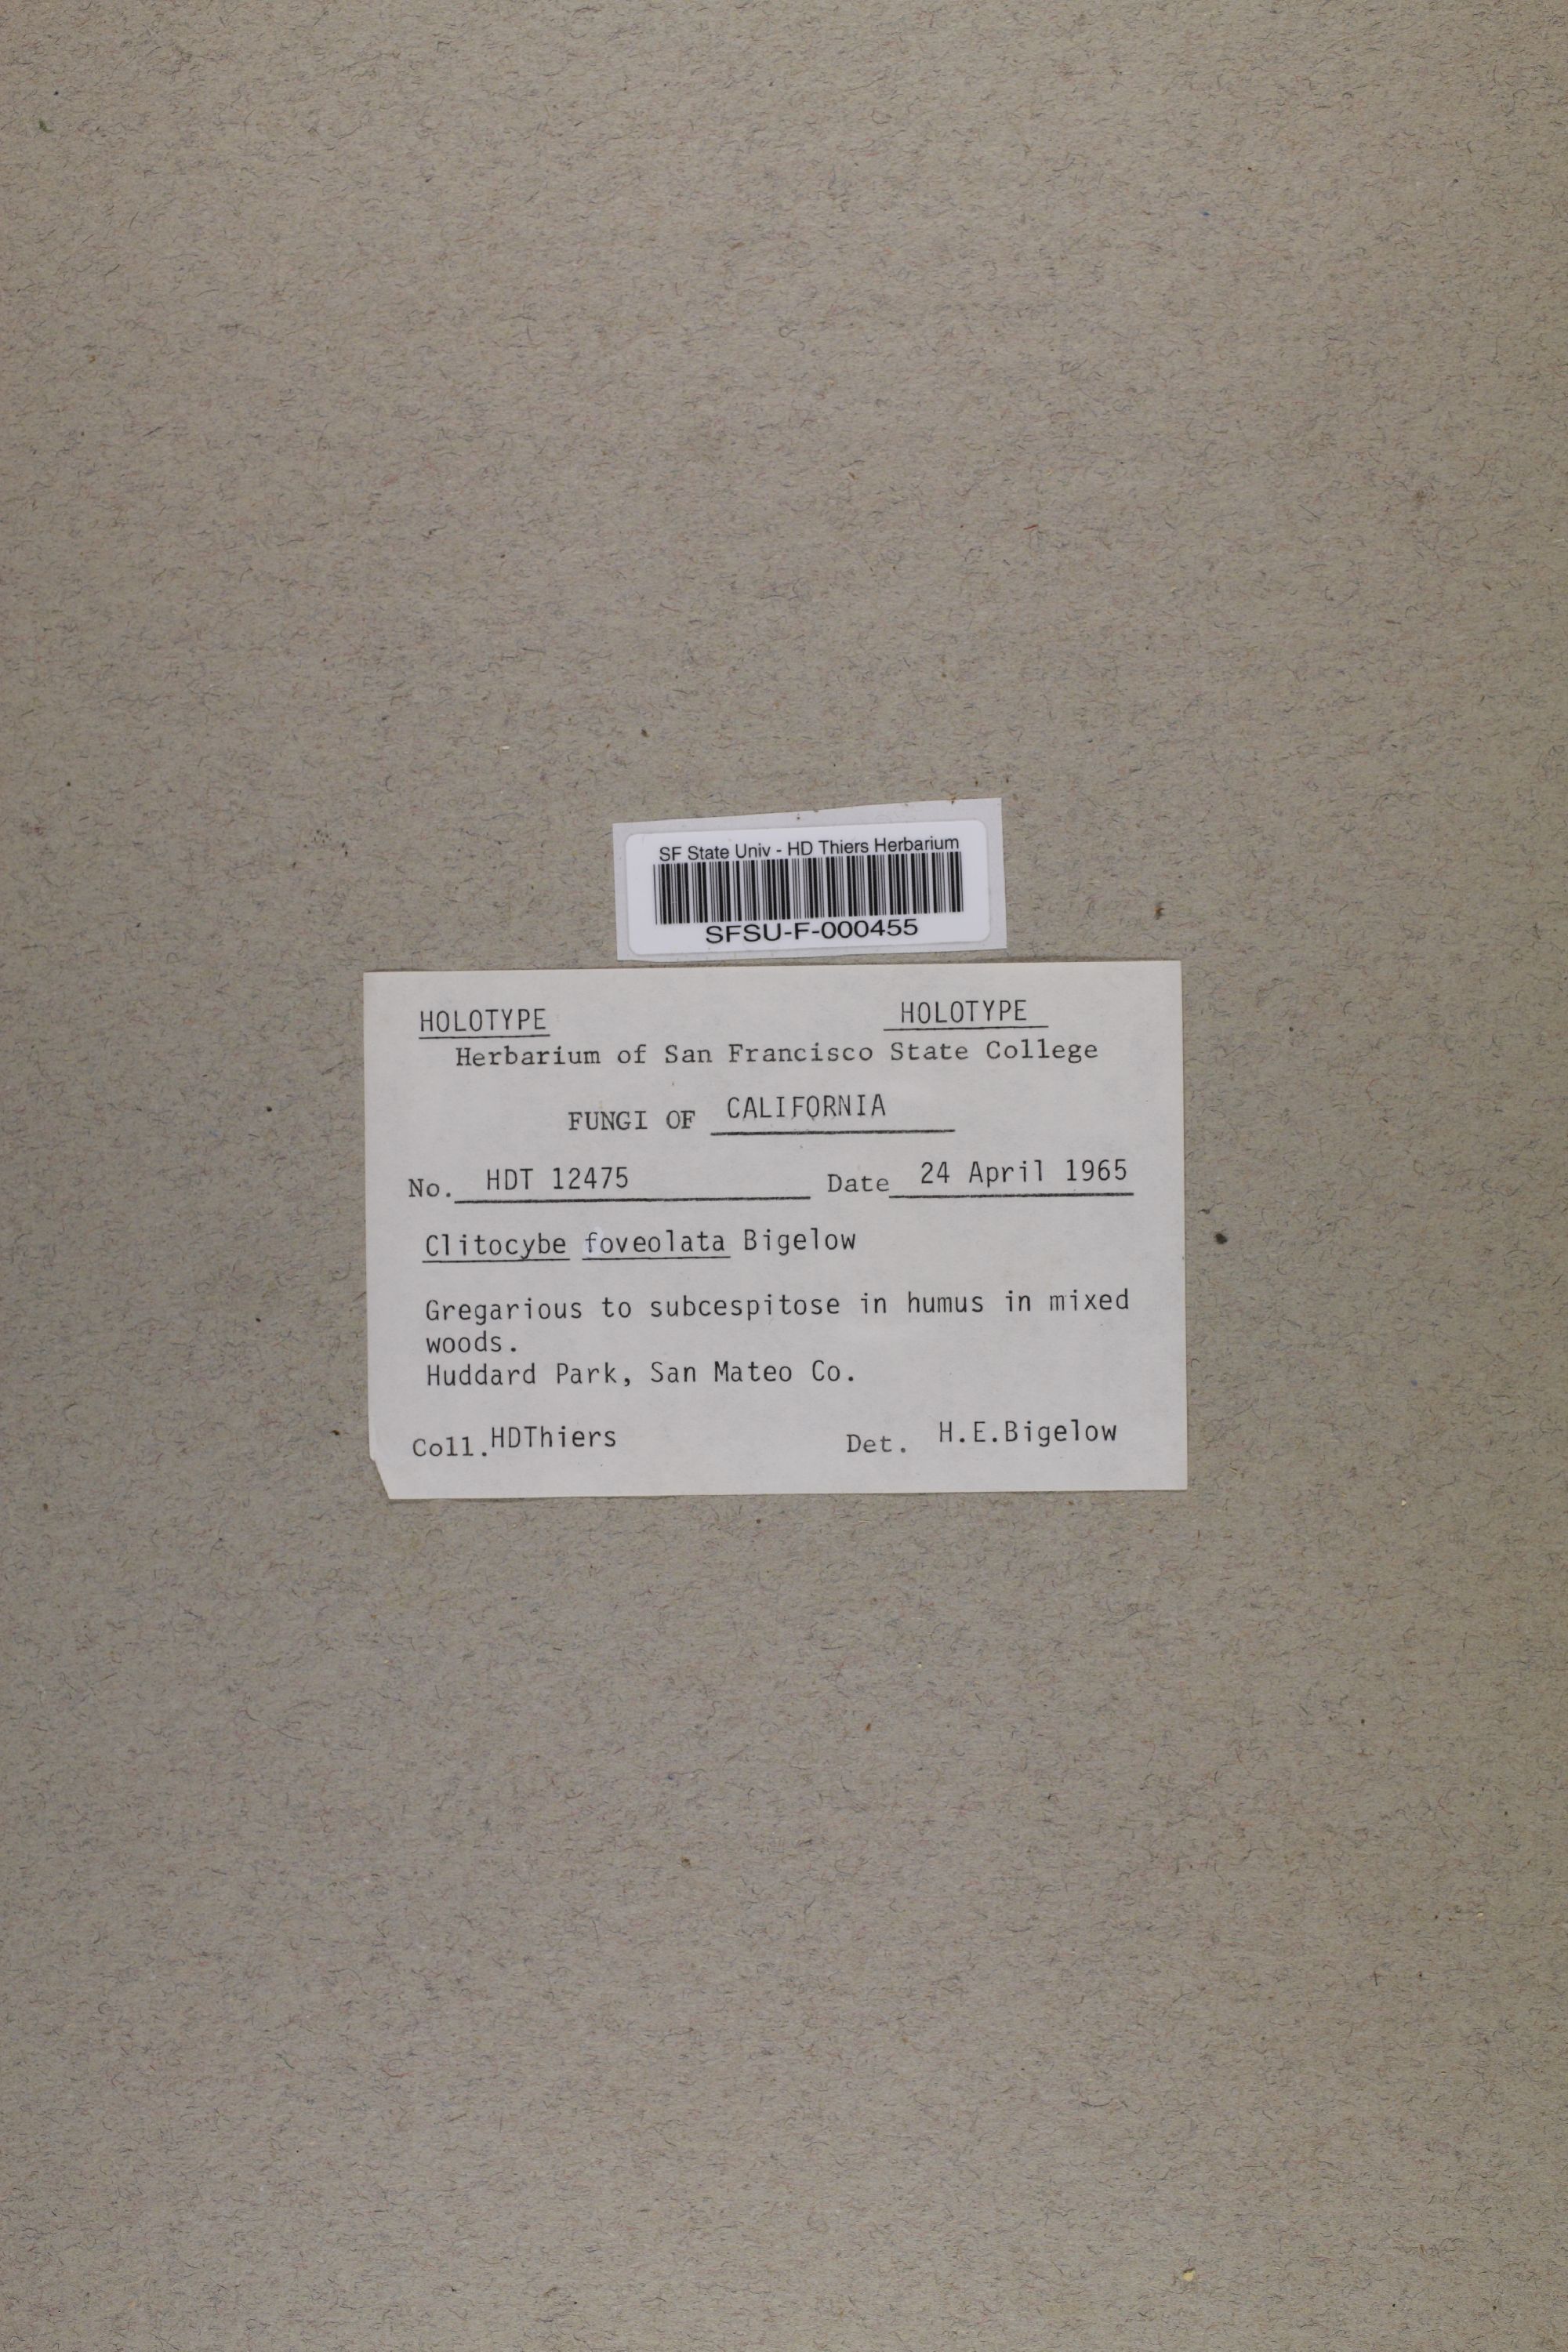 SF State Univ - HD Thiers Herbarium
SFSU-F-000455
HOLOTYPE HOLOTYPE
Herbarium of San Francisco State College
FUNGI OF CALIFORNIA
No. HDT 12475 Date 24 April 1965
Clitocybe foveolata Bigelow
Gregarious to subcespitose in humus in mixed
woods.
Huddard Park, San Mateo Co.
Coll. HDThiers Det. H.E.Bigelow